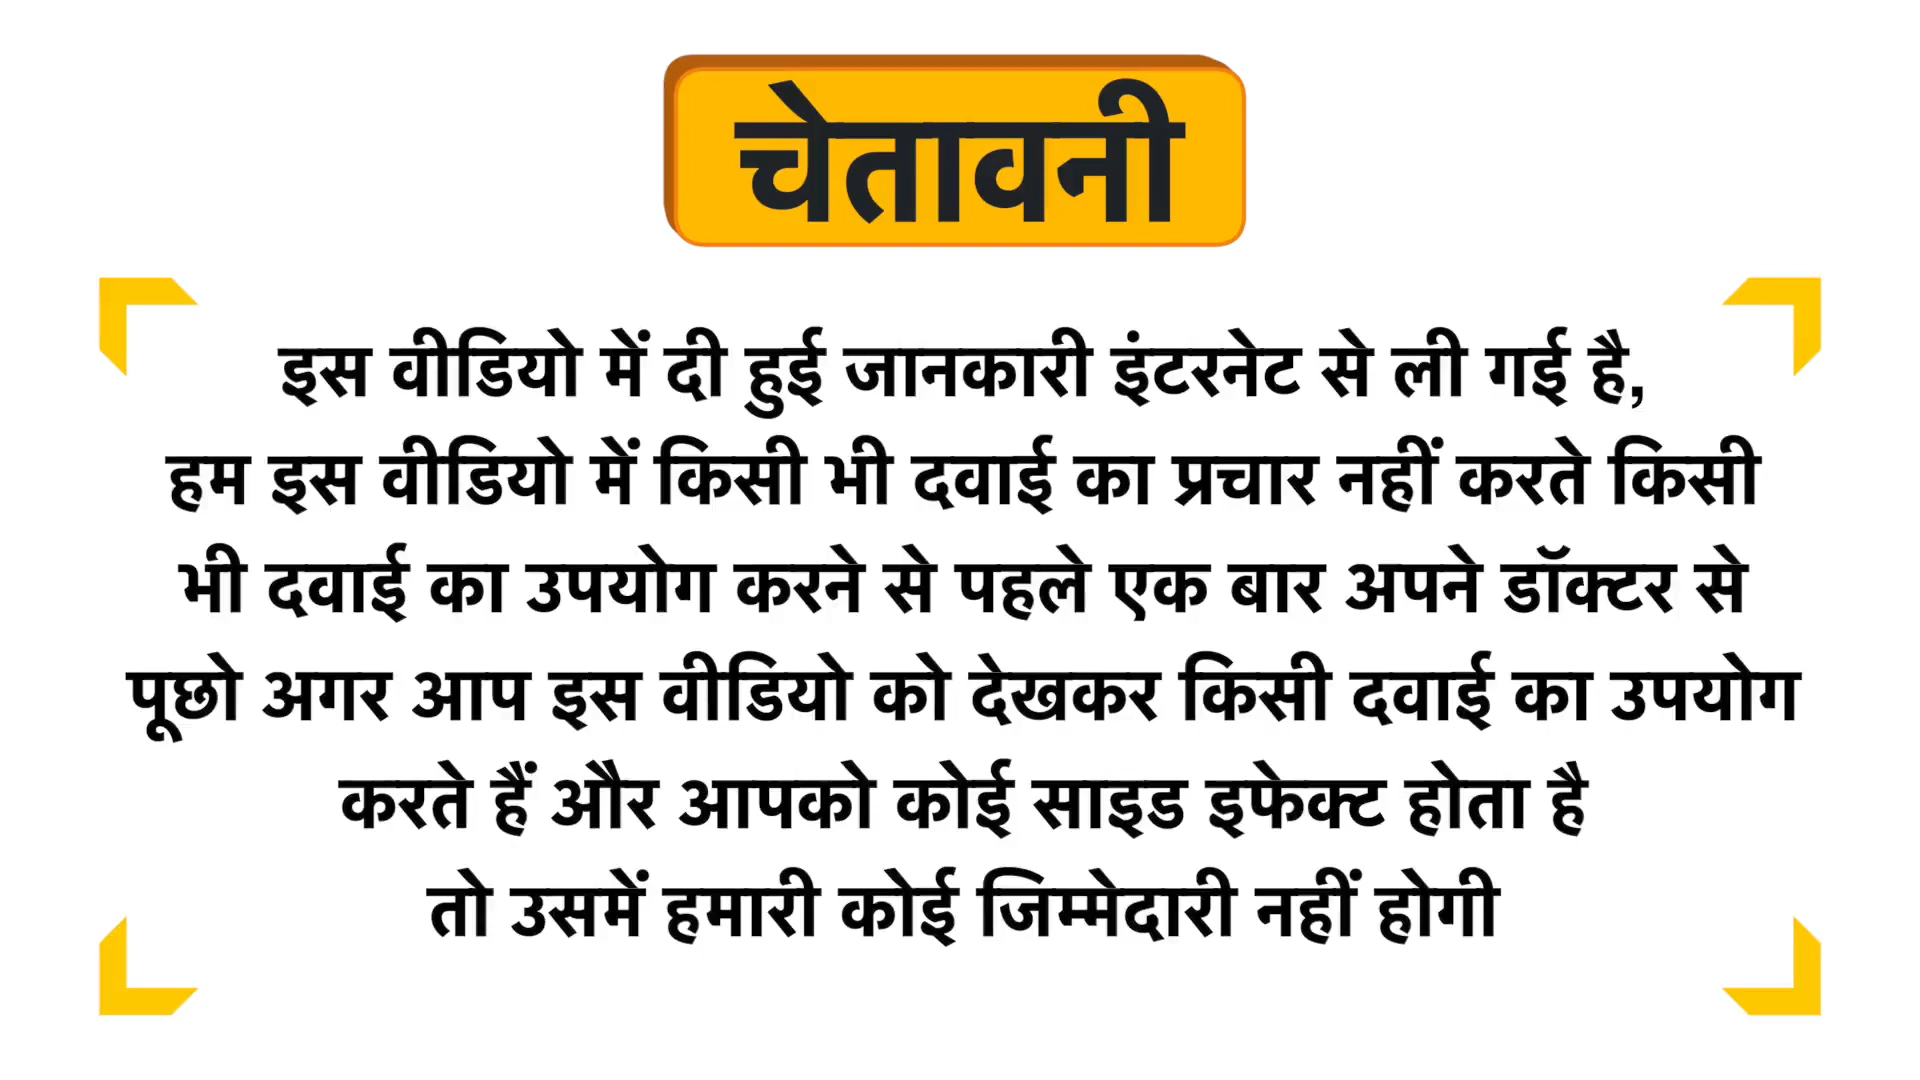 चेतावनी
इस वीडियो में दी हुई जानकारी इंटरनेट से ली गई है,
हम इस वीडियो में किसी भी दवाई का प्रचार नहीं करते किसी
भी दवाई का उपयोग करने से पहले एक बार अपने डॉक्टर से
पूछो अगर आप इस वीडियो को देखकर किसी दवाई का उपयोग
करते हैं और आपको कोई साइड इफेक्ट होता है
तो उसमें हमारी कोई जिम्मेदारी नहीं होगी